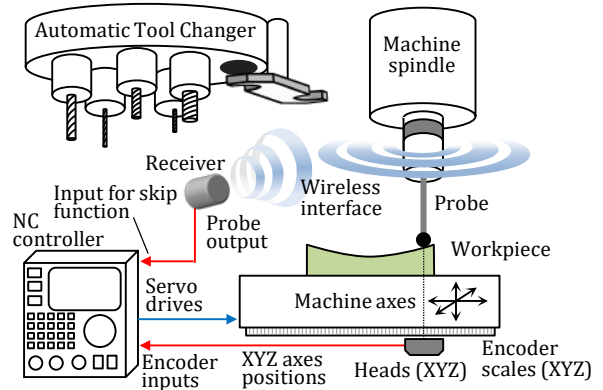 Automatic Tool Changer
Machine
spindle
Receiver
Wireless
interface
Input for skip
function
Probe
Probe
output
NC
controller
Workpiece
Servo
drives
Machine axes
Encoder
inputs
XYZ axes
positions
Heads (XYZ)
Encoder
scales (XYZ)